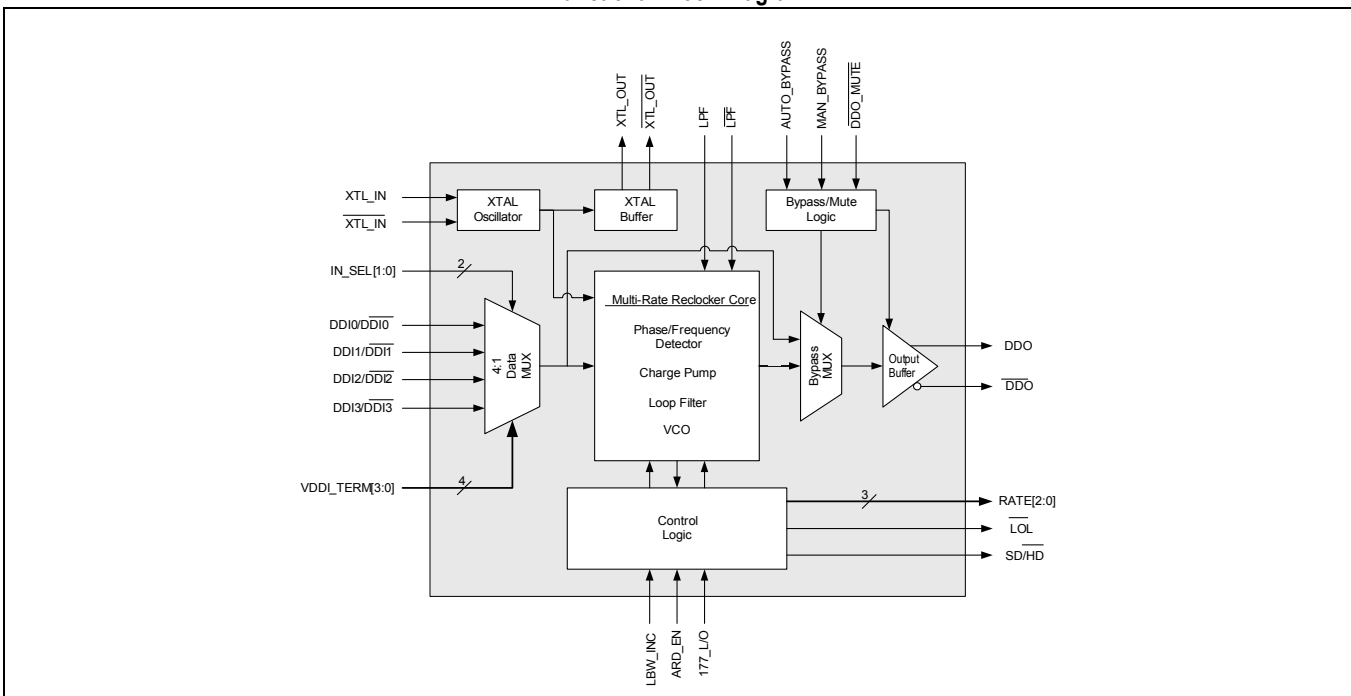 XTL_OUT
XTL_OUT
LPF
LPF
AUTO_BYPASS
MAN_BYPASS
DDO_MUTE
XTL_IN
XTL_IN
XTAL
Oscillator
XTAL
Buffer
Bypass/Mute
Logic
IN_SEL[1:0]
2
DDI0/DDI0
DDI1/DDI1
DDI2/DDI2
DDI3/DDI3
4:1
Data
MUX
Multi-Rate Reclocker Core
Phase/Frequency
Detector
Charge Pump
Loop Filter
VCO
Bypass
MUX
Output
Buffer
DDO
DDO
VDDI_TERM[3:0]
4
Control
Logic
3
RATE[2:0]
LOL
SD/HD
LBW_INC
ARD_EN
177_L/O